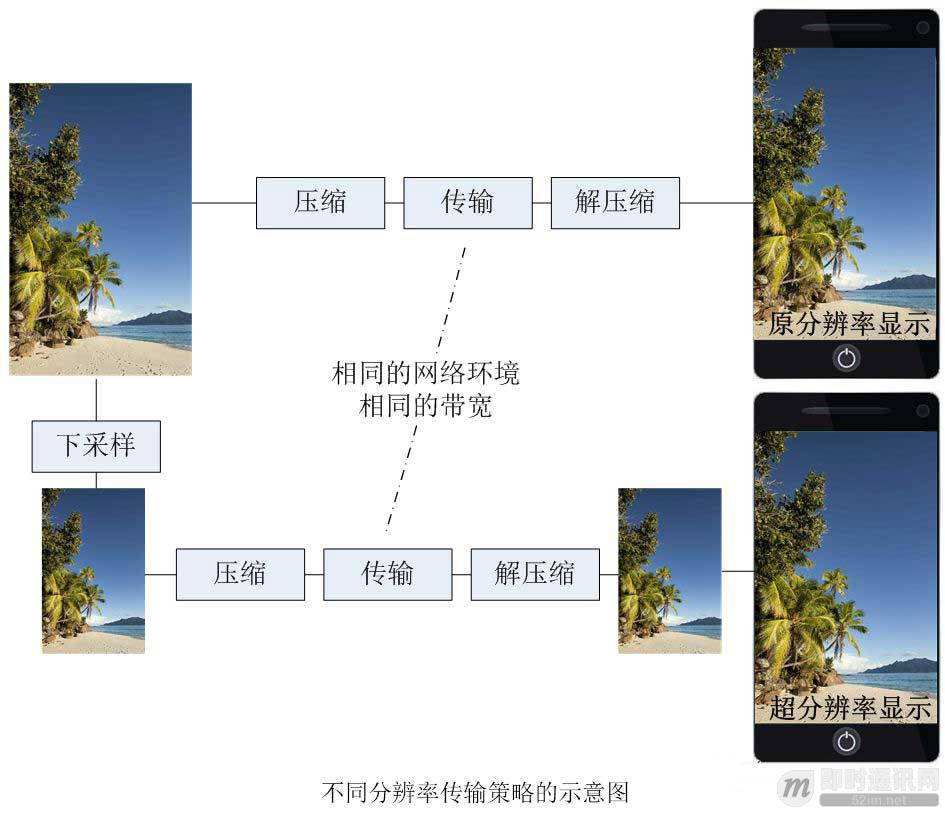 压缩
传输
解压缩
原分辨率显示
相同的网络环境
相同的带宽
下采样
压缩
传输
解压缩
超分辨率显示
不同分辨率传输策略的示意图
m 即时通讯网
52im.net